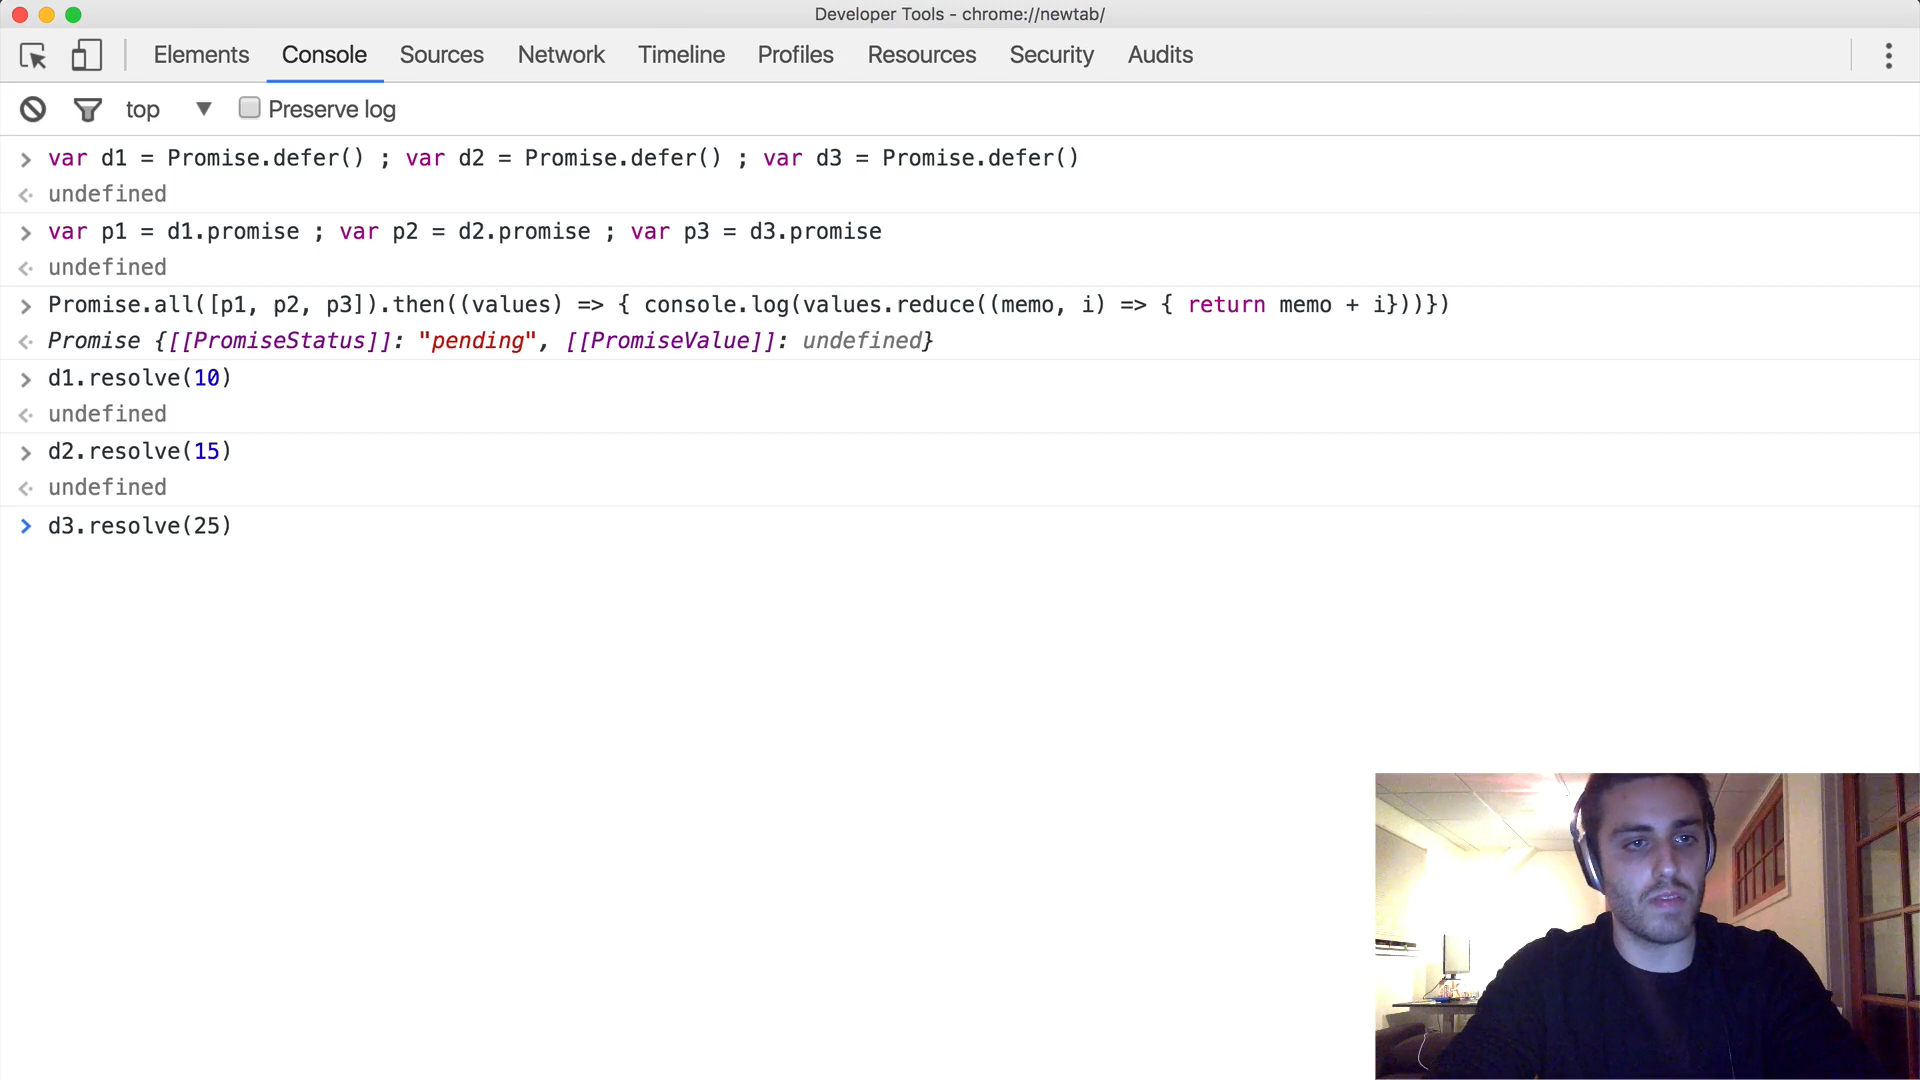 Developer Tools - chrome://newtab/
Elements Console Sources Network Timeline Profiles Resources Security Audits
top Preserve log
var d1 = Promise.defer() ; var d2 = Promise.defer() ; var d3 = Promise.defer()
undefined
var p1 = d1.promise ; var p2 = d2.promise ; var p3 = d3.promise
undefined
Promise.all([p1, p2, p3]).then((values) => { console.log(values.reduce((memo, i) => { return memo + i}))})
Promise {[[PromiseStatus]]: "pending", [[PromiseValue]]: undefined}
d1.resolve(10)
undefined
d2.resolve(15)
undefined
d3.resolve(25)